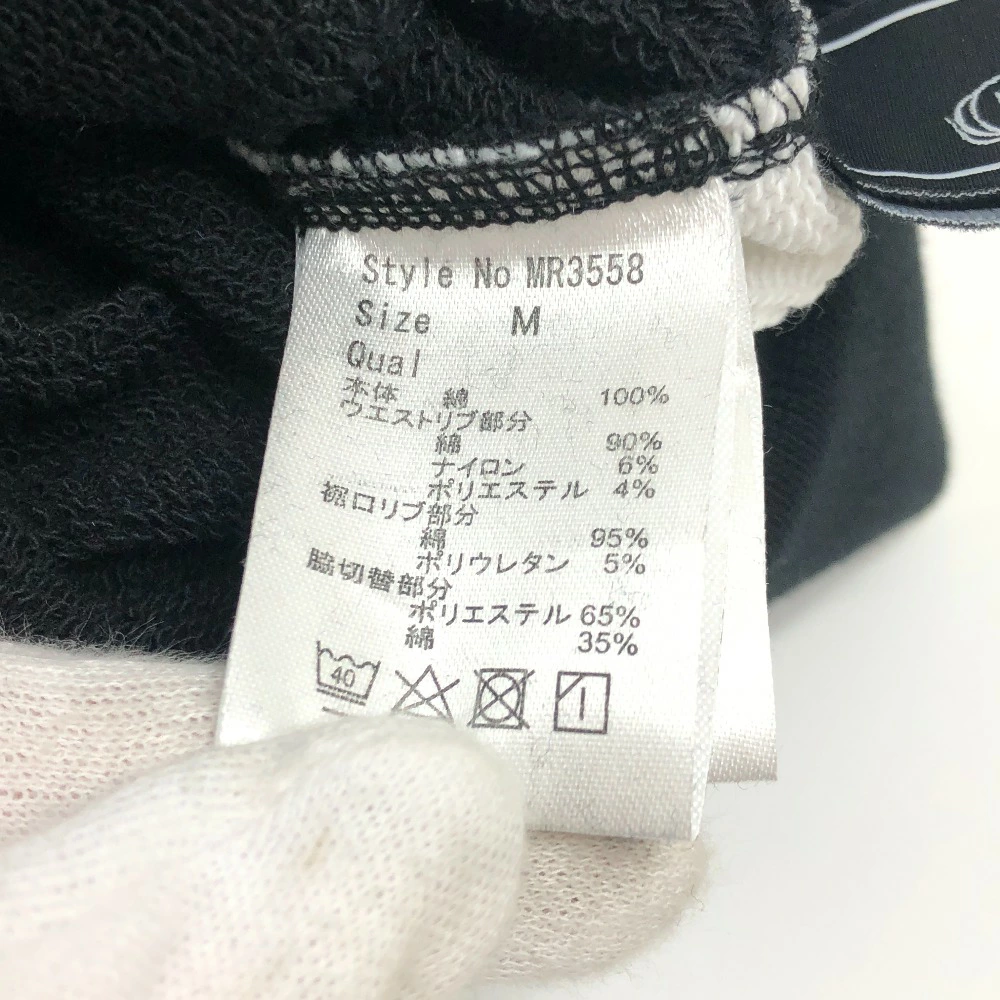 Style No MR3558
Size M
Qual
本体 綿 100%
ウエストリブ部分
綿 90%
ナイロン 6%
ポリエステル 4%
裾口リブ部分
綿 95%
ポリウレタン 5%
脇切替部分
ポリエステル 65%
綿 35%
40